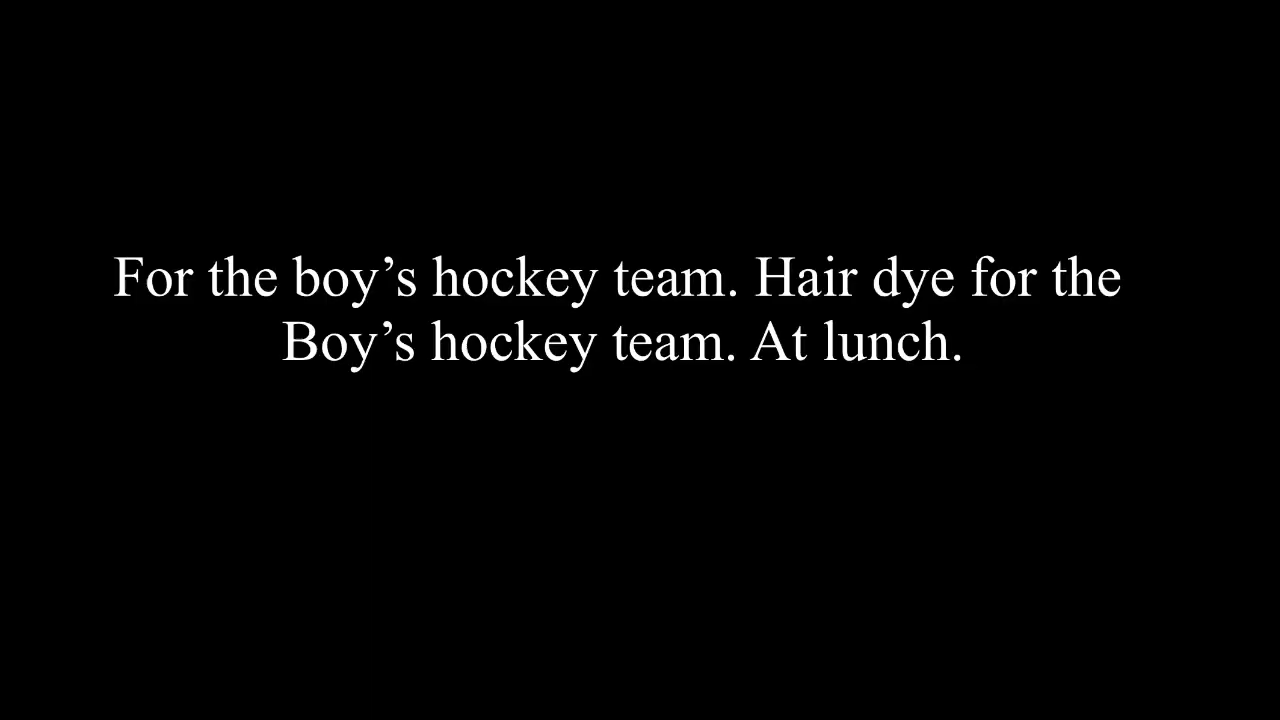 For the boy’s hockey team. Hair dye for the
Boy’s hockey team. At lunch.